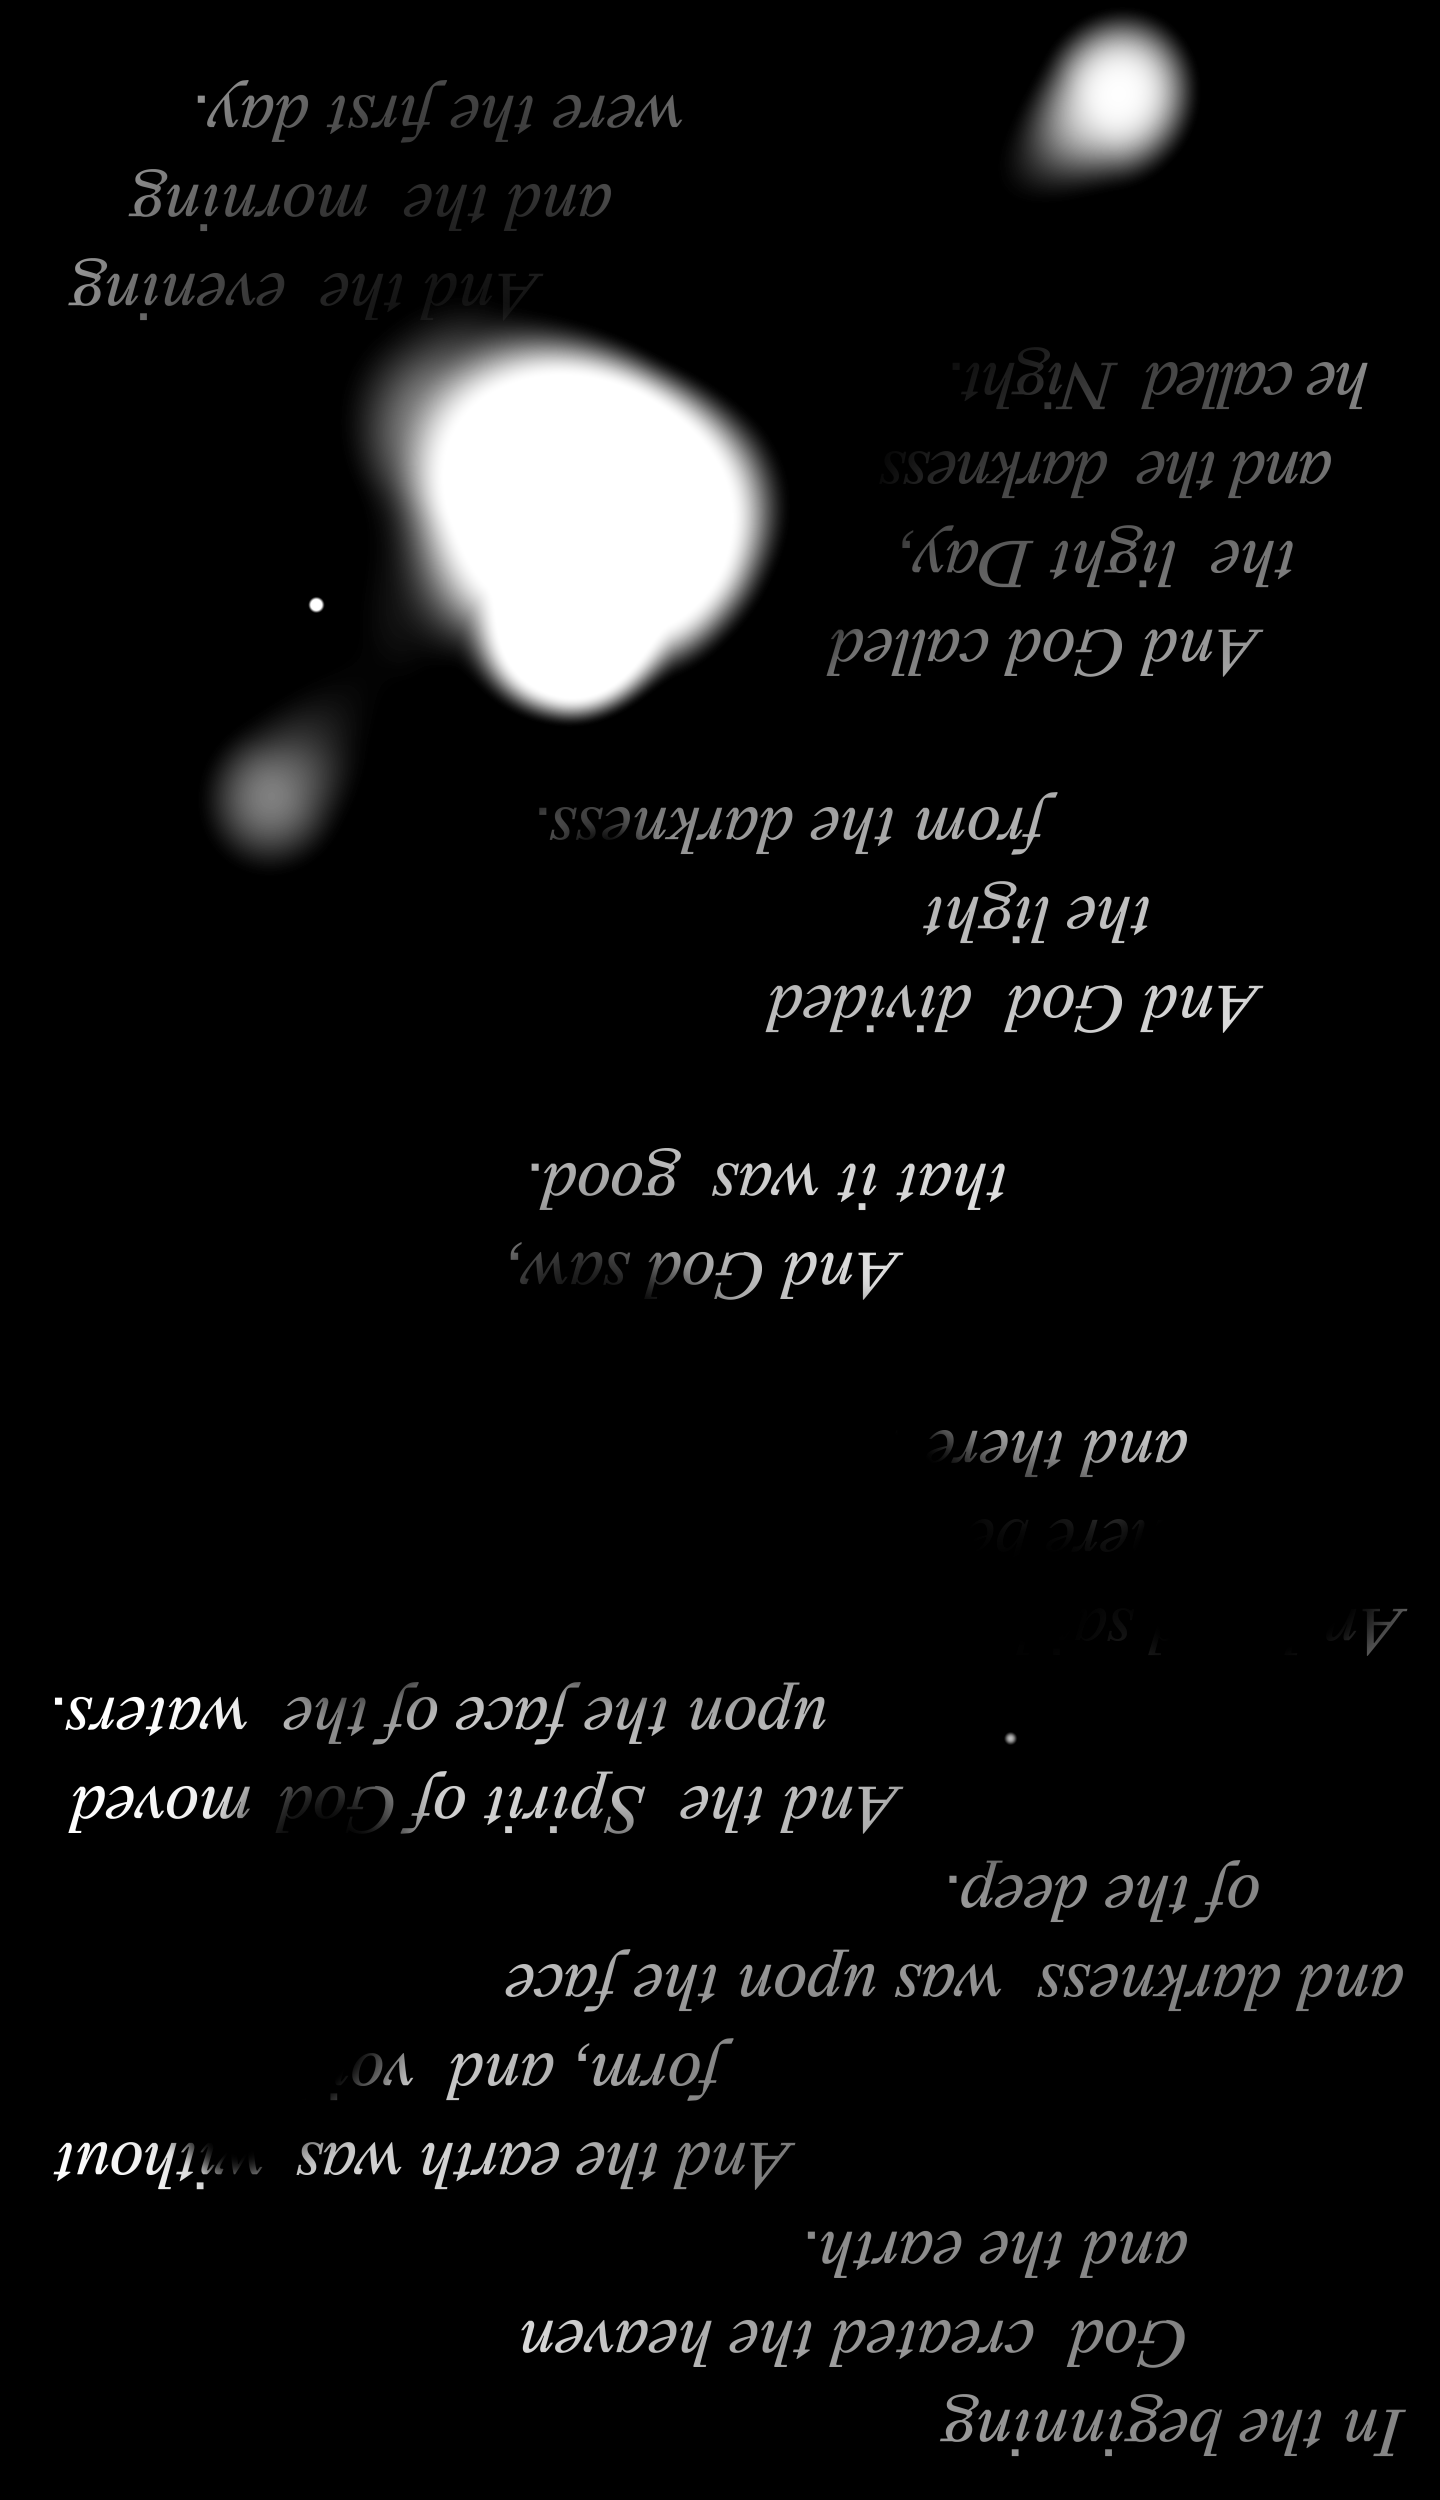 In the beginning
God created the heaven
and the earth.
And the earth was without
form, and
and darkness was upon the face
of the deep.
And the Spirit of God moved
upon the face of the waters.
and there
And God saw,
that it was good.
And God divided
the light
from the darkness.
And God called
the light Day,
and the darkness
he called Night.
And the evening
and the morning
were the first day.